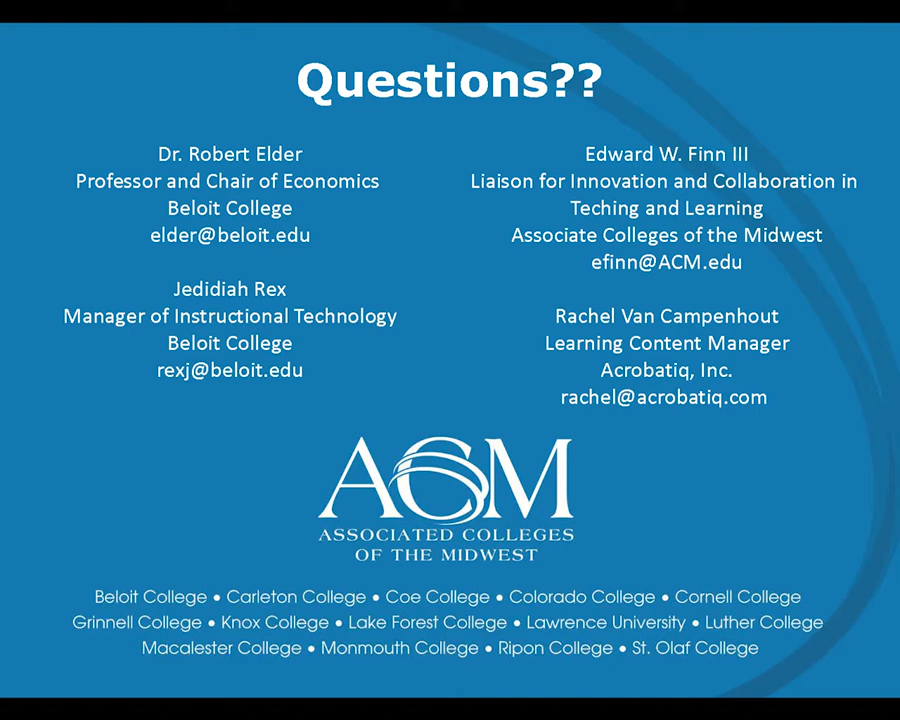 Questions??
Dr. Robert Elder
Professor and Chair of Economics
Beloit College
elder@beloit.edu
Jedidiah Rex
Manager of Instructional Technology
Beloit College
rexj@beloit.edu
Edward W. Finn III
Liaison for Innovation and Collaboration in
Teching and Learning
Associate Colleges of the Midwest
efinn@ACM.edu
Rachel Van Campenhout
Learning Content Manager
Acrobatiq, Inc.
rachel@acrobatiq.com
ACM
ASSOCIATED COLLEGES
OF THE MIDWEST
Beloit College • Carleton College • Coe College • Colorado College • Cornell College
Grinnell College • Knox College • Lake Forest College • Lawrence University • Luther College
Macalester College • Monmouth College • Ripon College • St. Olaf College